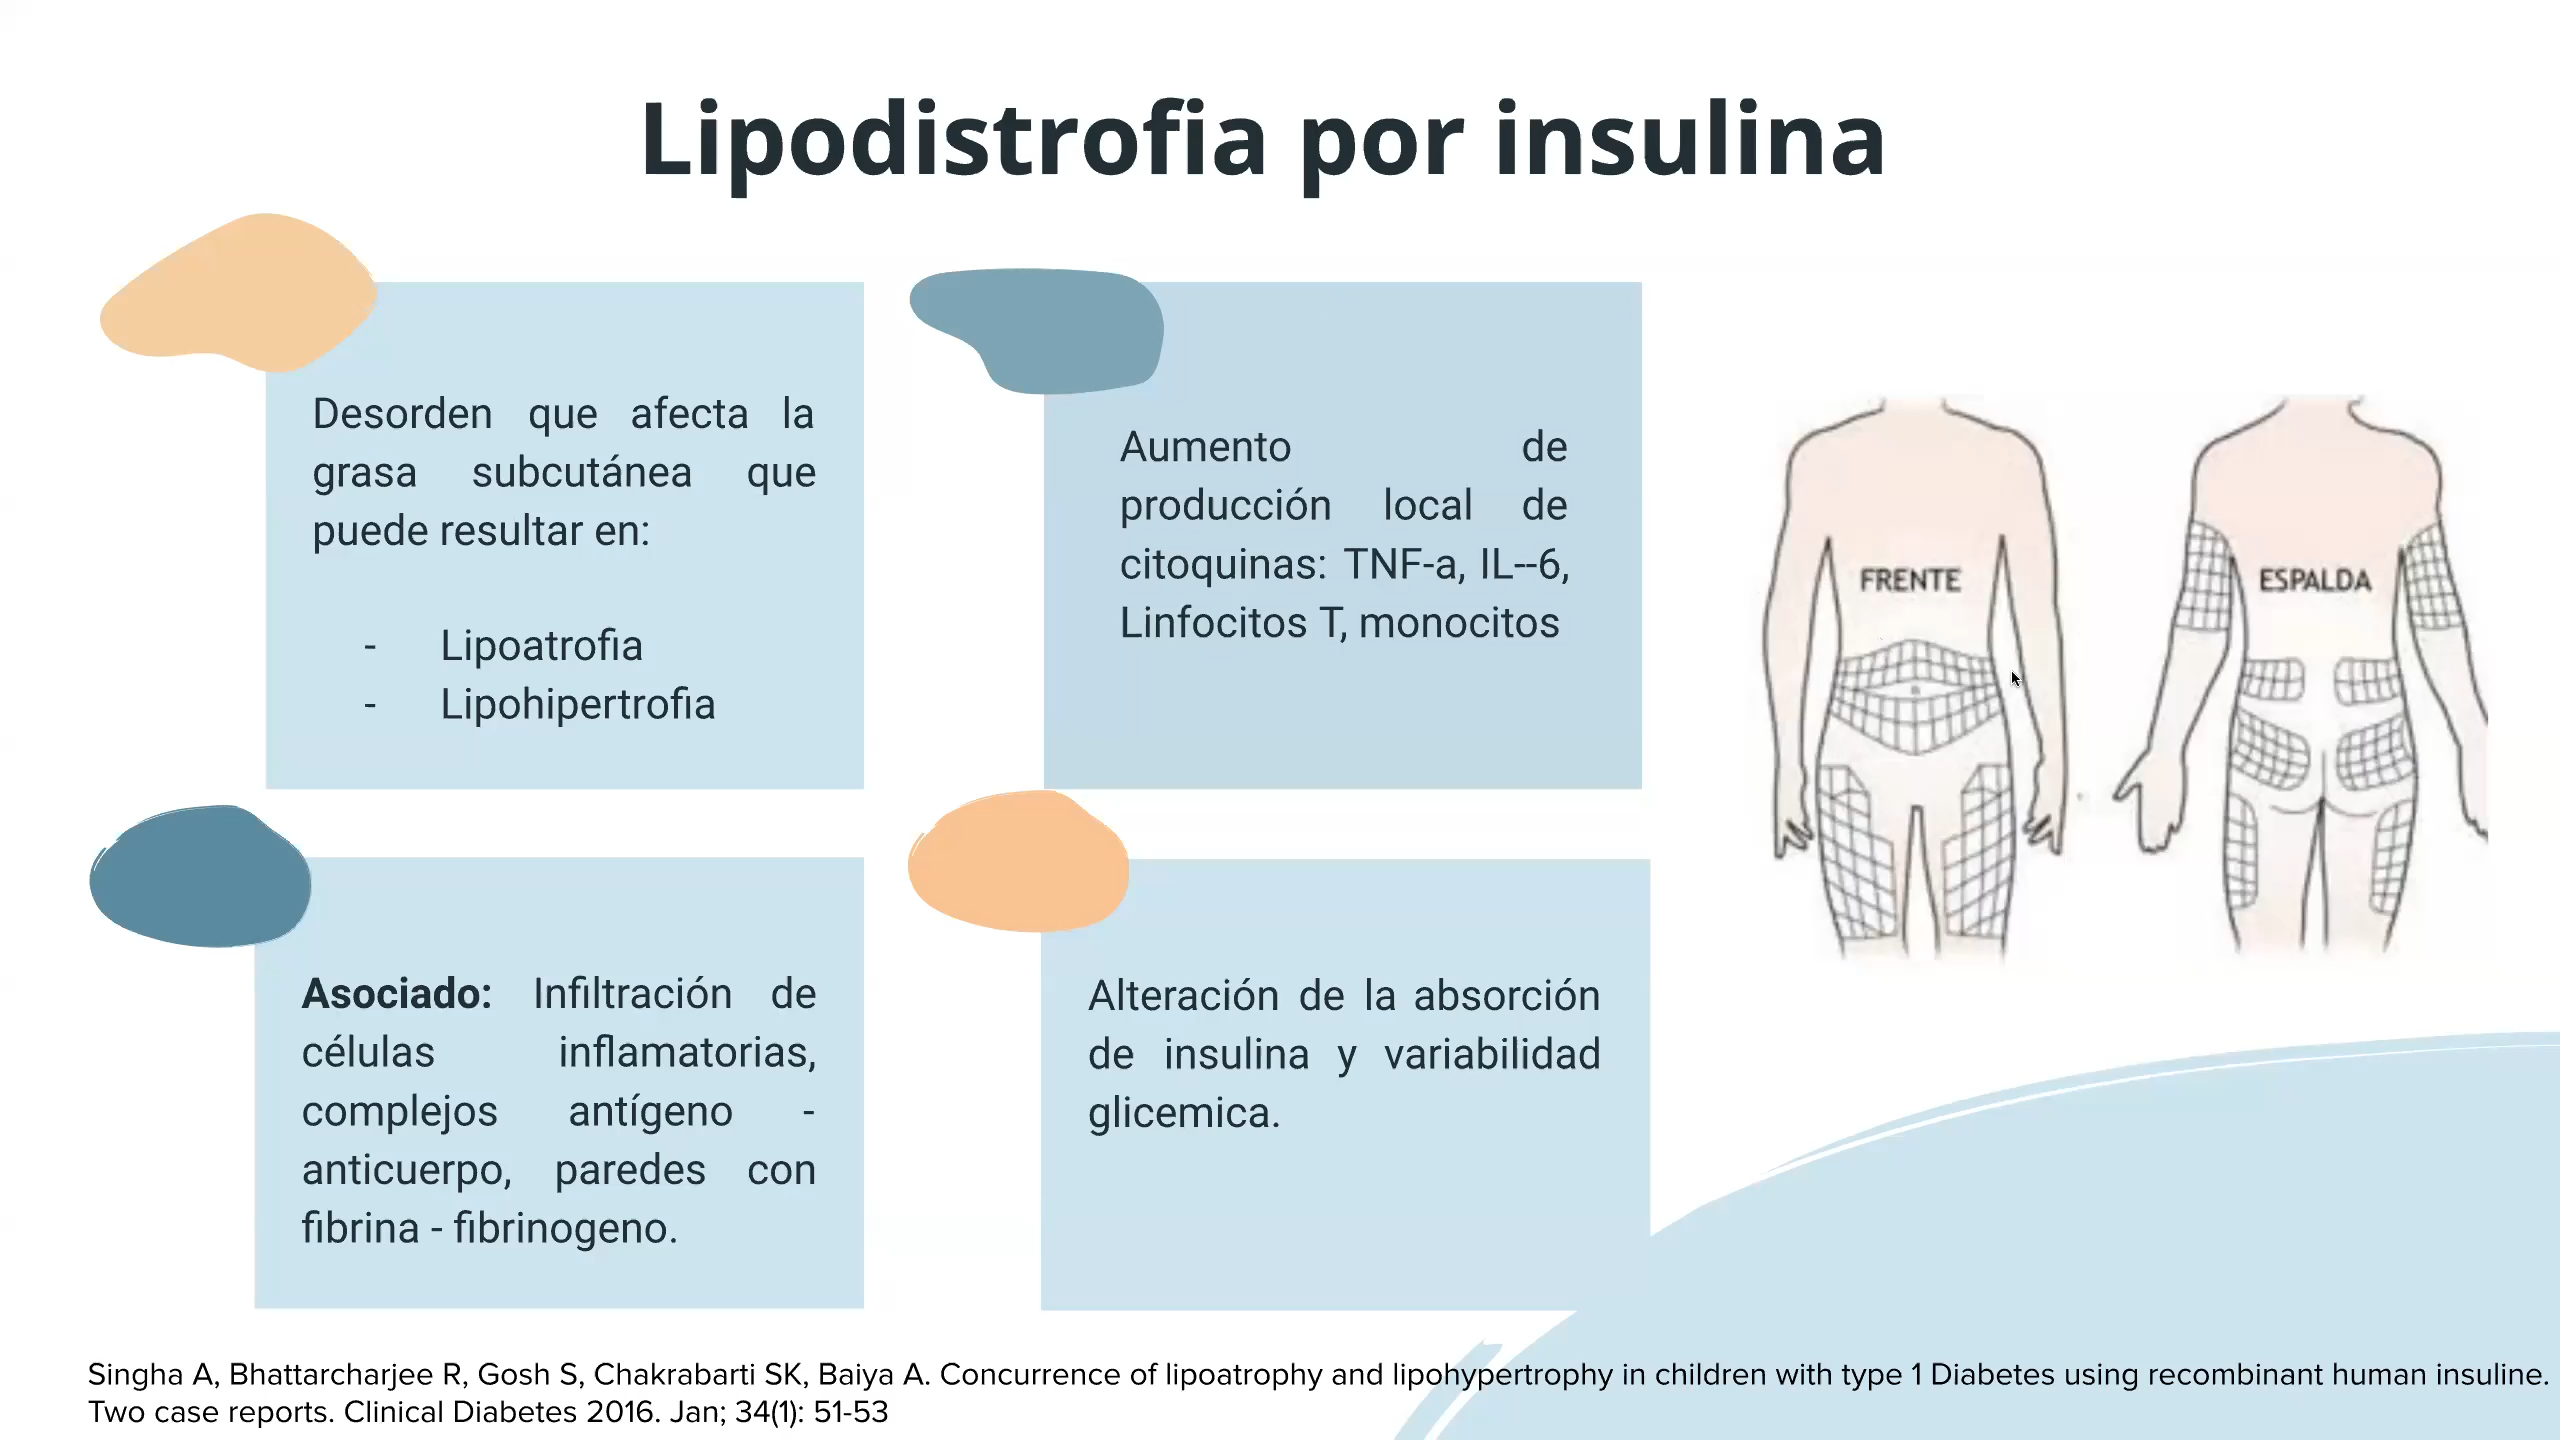 Lipodistrofia por insulina
Desorden que afecta la
grasa subcutánea que
puede resultar en:
- Lipoatrofia
- Lipohipertrofia
Aumento de
producción local de
citoquinas: TNF-a, IL--6,
Linfocitos T, monocitos
FRENTE
ESPALDA
Asociado: Infiltración de
células inflamatorias,
complejos antígeno -
anticuerpo, paredes con
fibrina - fibrinogeno.
Alteración de la absorción
de insulina y variabilidad
glicemica.
Singha A, Bhattarcharjee R, Gosh S, Chakrabarti SK, Baiya A. Concurrence of lipoatrophy and lipohypertrophy in children with type 1 Diabetes using recombinant human insuline.
Two case reports. Clinical Diabetes 2016. Jan; 34(1): 51-53